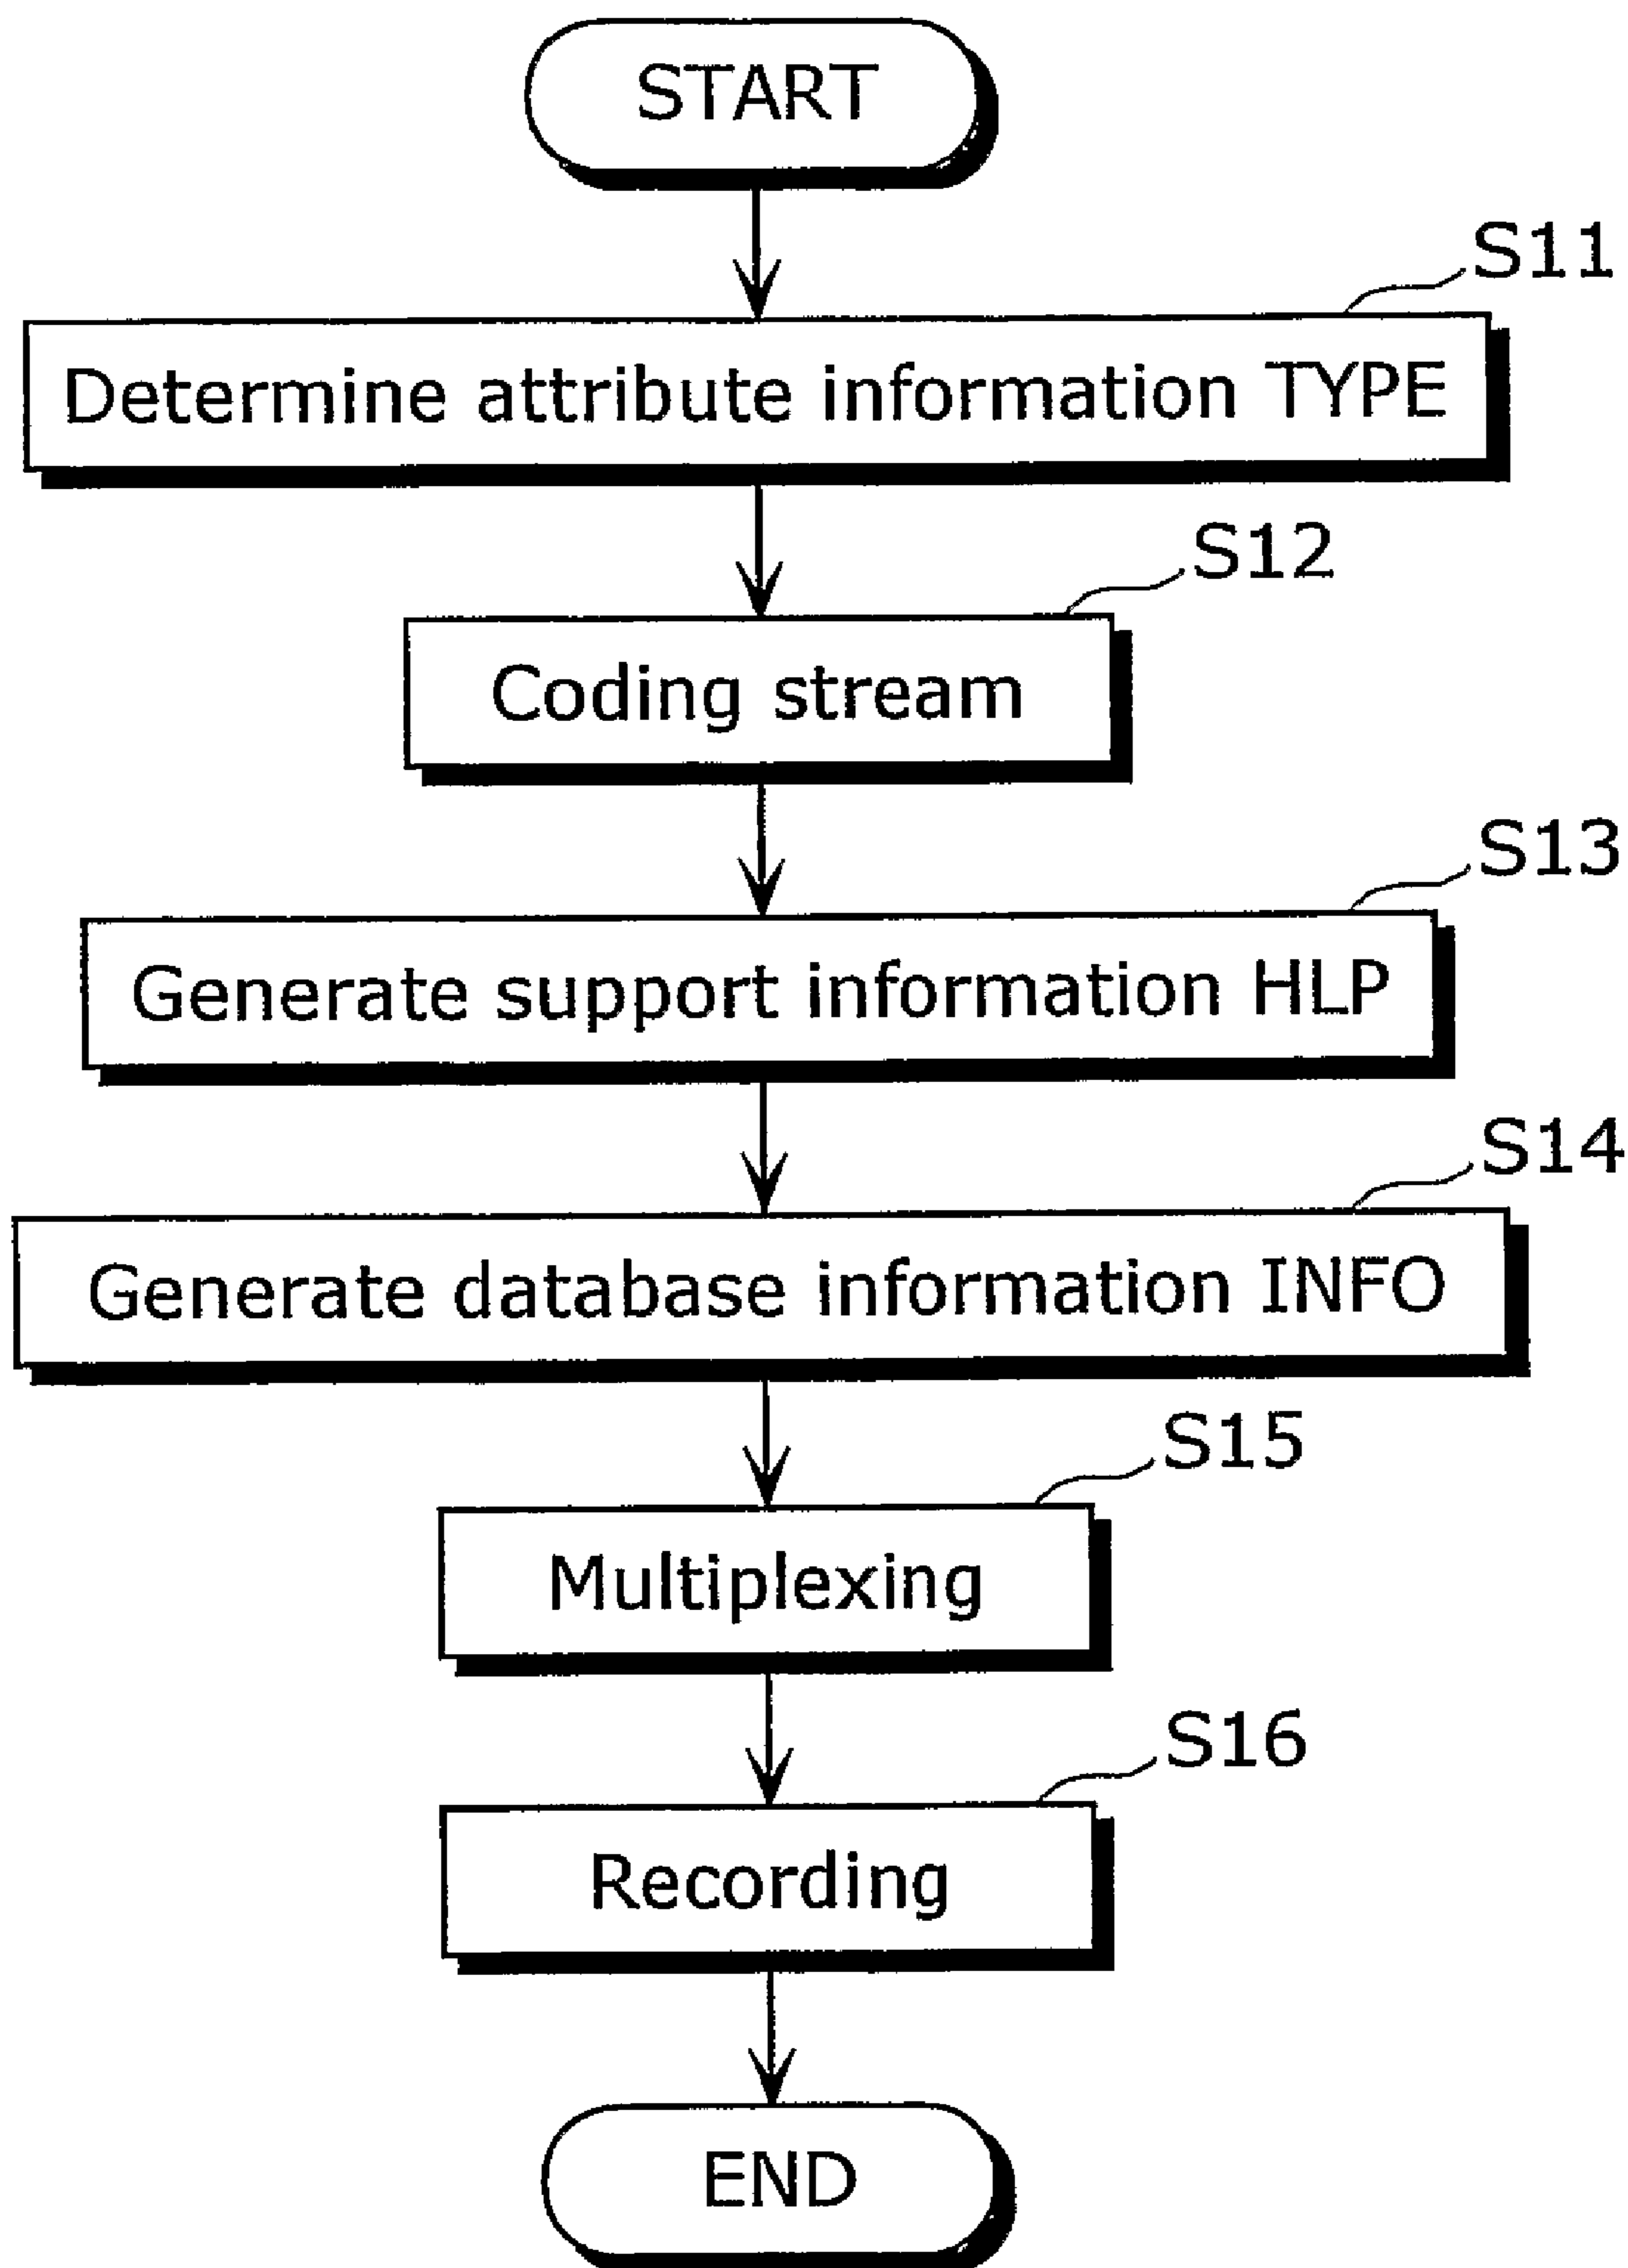 START
S11
Determine attribute information TYPE
S12
Coding stream
S13
Generate support information HLP
S14
Generate database information INFO
S15
Multiplexing
S16
Recording
END